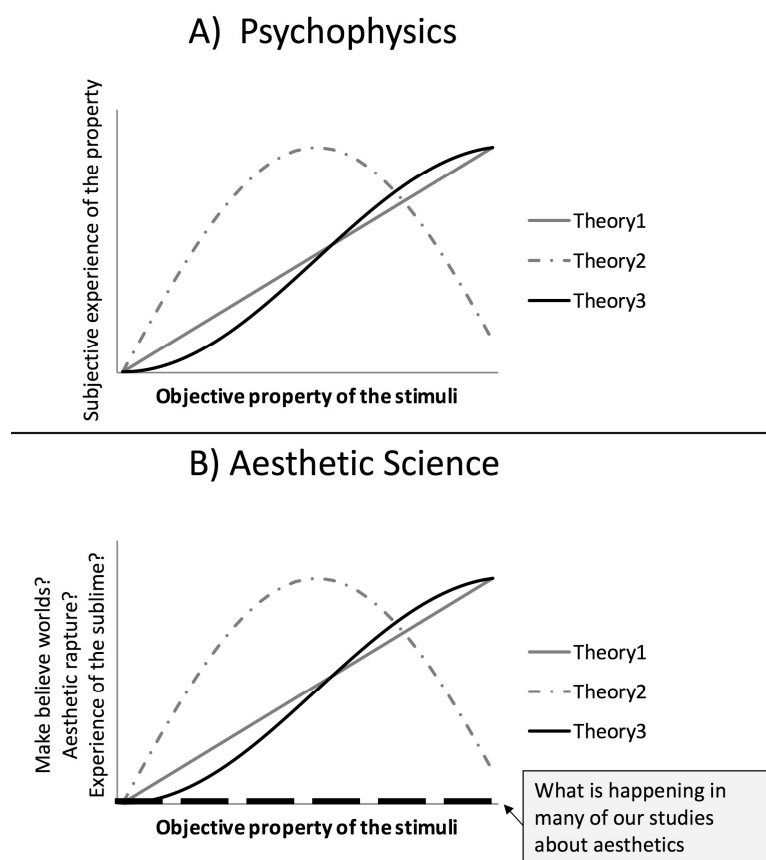 A) Psychophysics
Subjective experience of the property
Theory1
Theory2
Theory3
Objective property of the stimuli
B) Aesthetic Science
Make believe worlds?
Aesthetic rapture?
Experience of the sublime?
Theory1
Theory2
Theory3
Objective property of the stimuli
What is happening in
many of our studies
about aesthetics